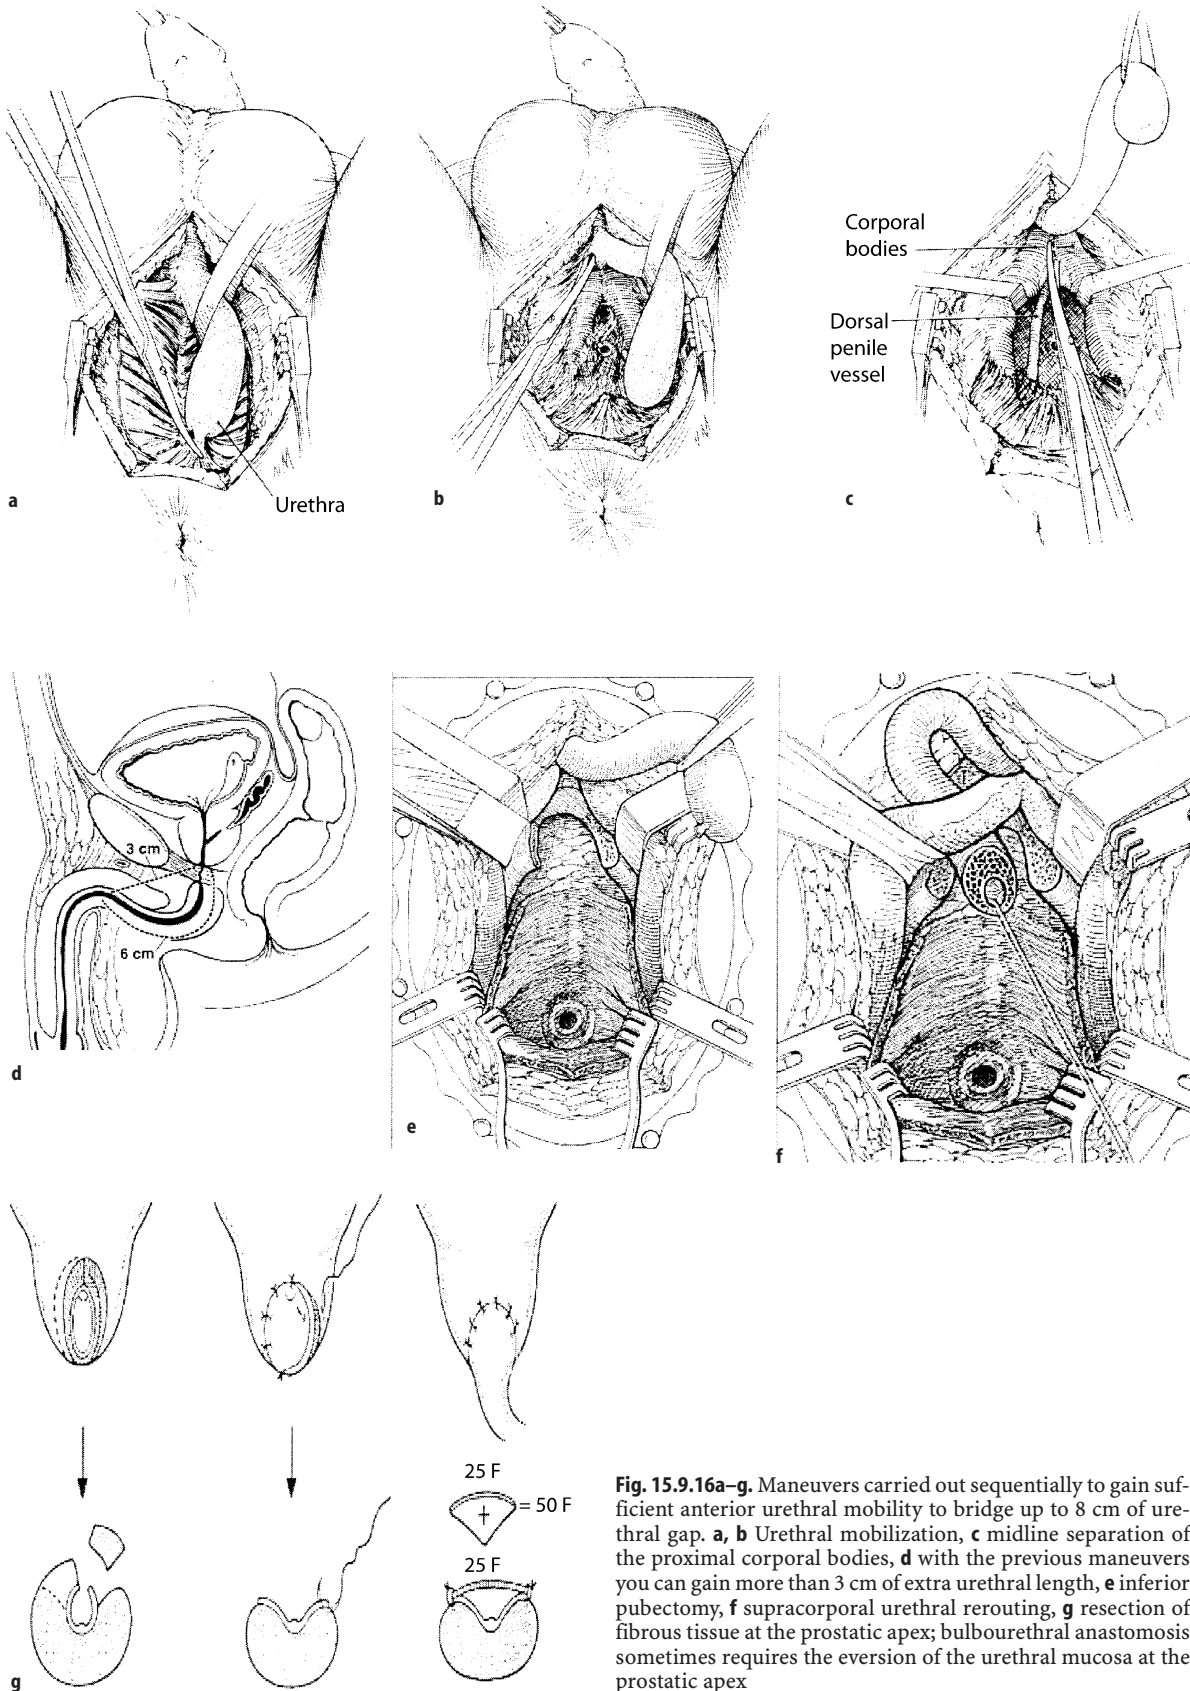 Corporal
bodies
Dorsal
penile
vessel
Urethra
a
b
c
3 cm
6 cm
d
e
f
25 F
= 50 F
25 F
g
Fig. 15.9.16a–g. Maneuvers carried out sequentially to gain suf-
ficient anterior urethral mobility to bridge up to 8 cm of ure-
thral gap. a, b Urethral mobilization, c midline separation of
the proximal corporal bodies, d with the previous maneuvers
you can gain more than 3 cm of extra urethral length, e inferior
pubectomy, f supracorporal urethral rerouting, g resection of
fibrous tissue at the prostatic apex; bulbourethral anastomosis
sometimes requires the eversion of the urethral mucosa at the
prostatic apex